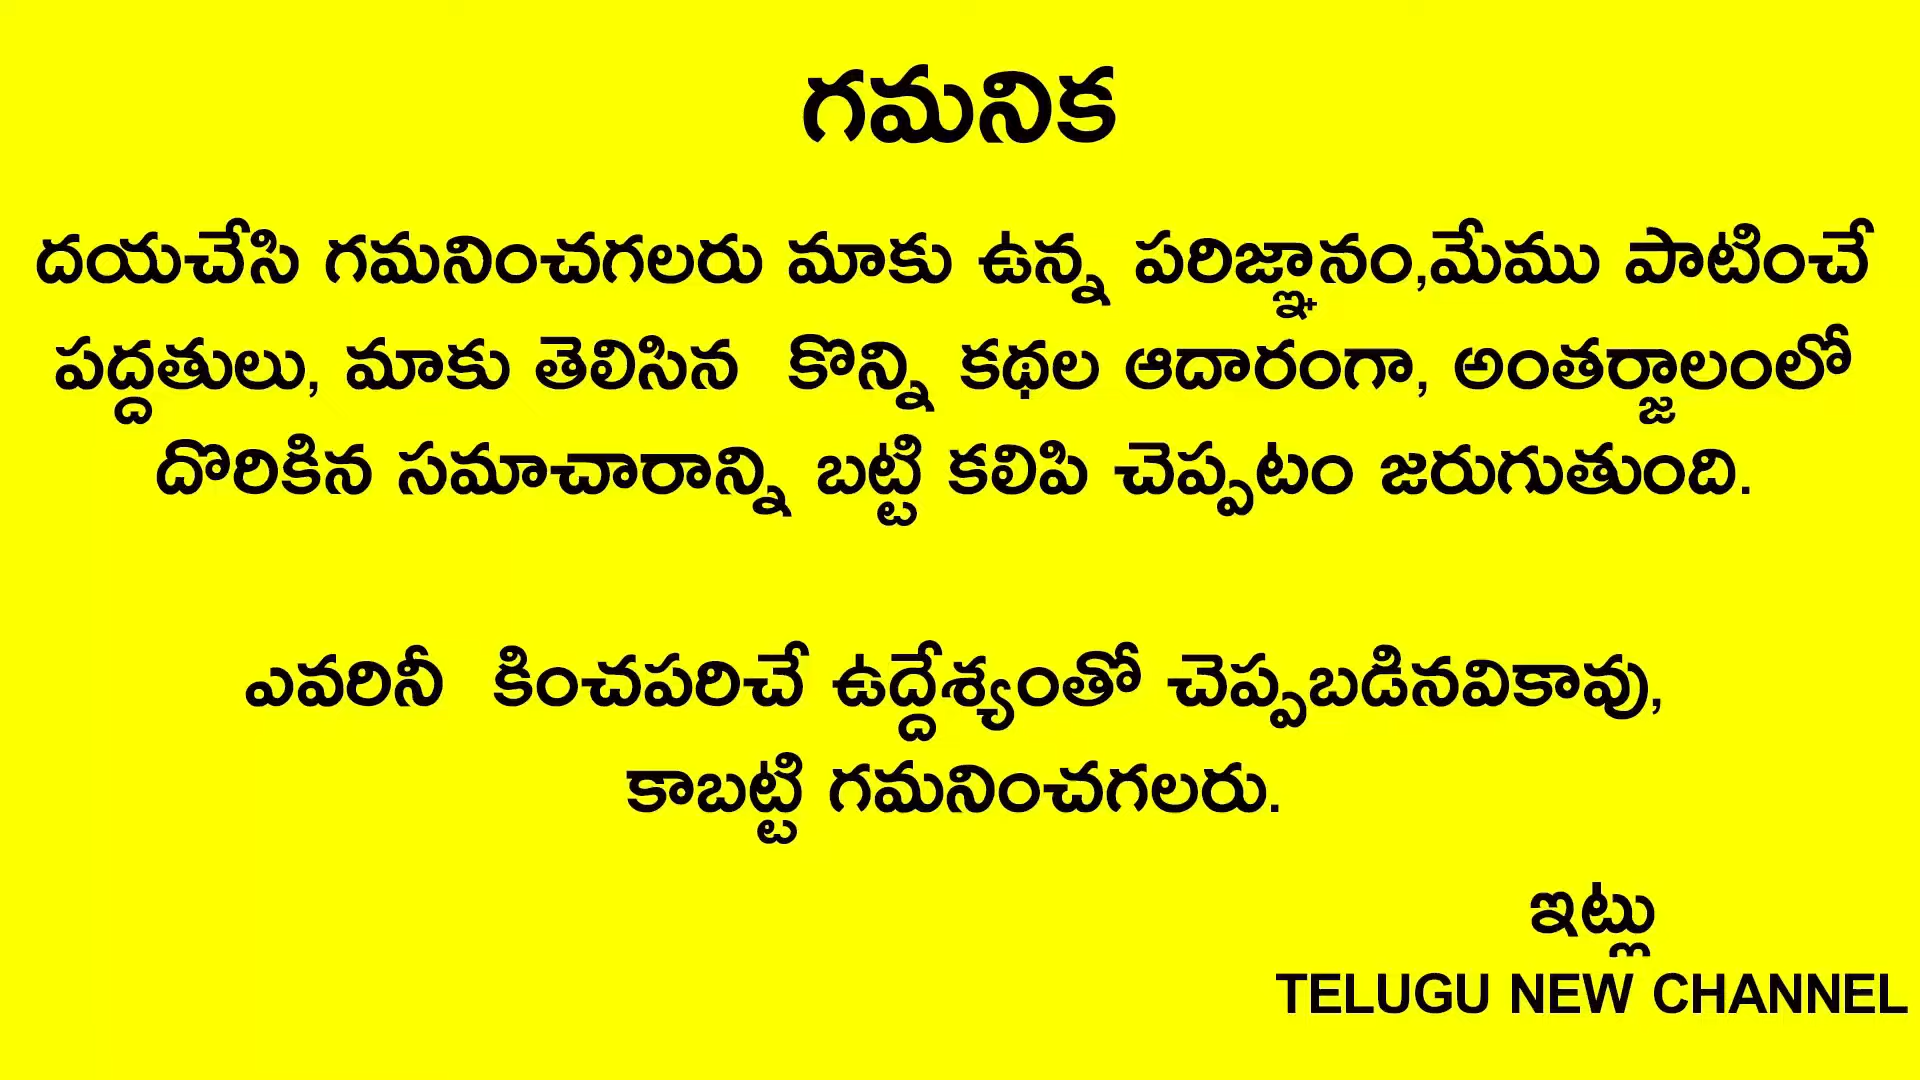 గమనిక
దయచేసి గమనించగలరు మాకు ఉన్న పరిజ్ఞానం,మేము పాటించే
పద్దతులు, మాకు తెలిసిన కొన్ని కథల ఆదారంగా, అంతర్జాలంలో
దొరికిన సమాచారాన్ని బట్టి కలిపి చెప్పటం జరుగుతుంది.
ఎవరినీ కించపరిచే ఉద్దేశ్యంతో చెప్పబడినవికావు,
కాబట్టి గమనించగలరు.
ఇట్లు
TELUGU NEW CHANNEL